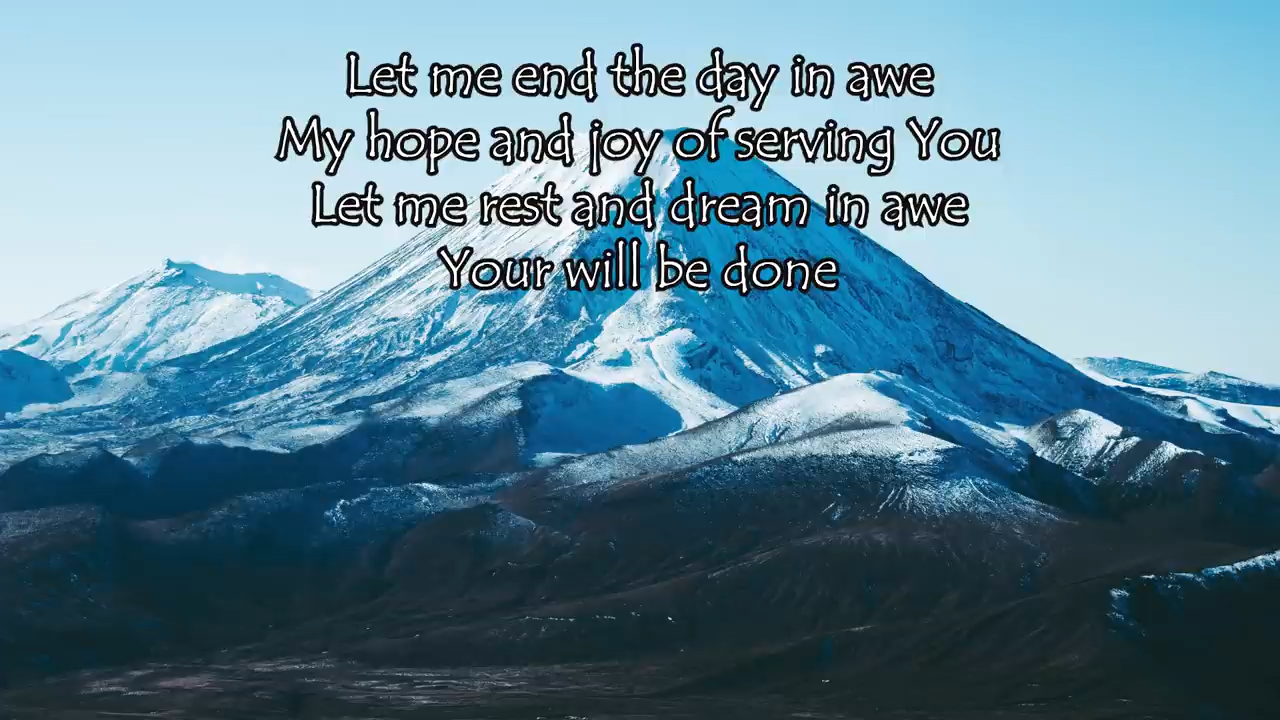 Let me end the day in awe
My hope and joy of serving You
Let me rest and dream in awe
Your will be done